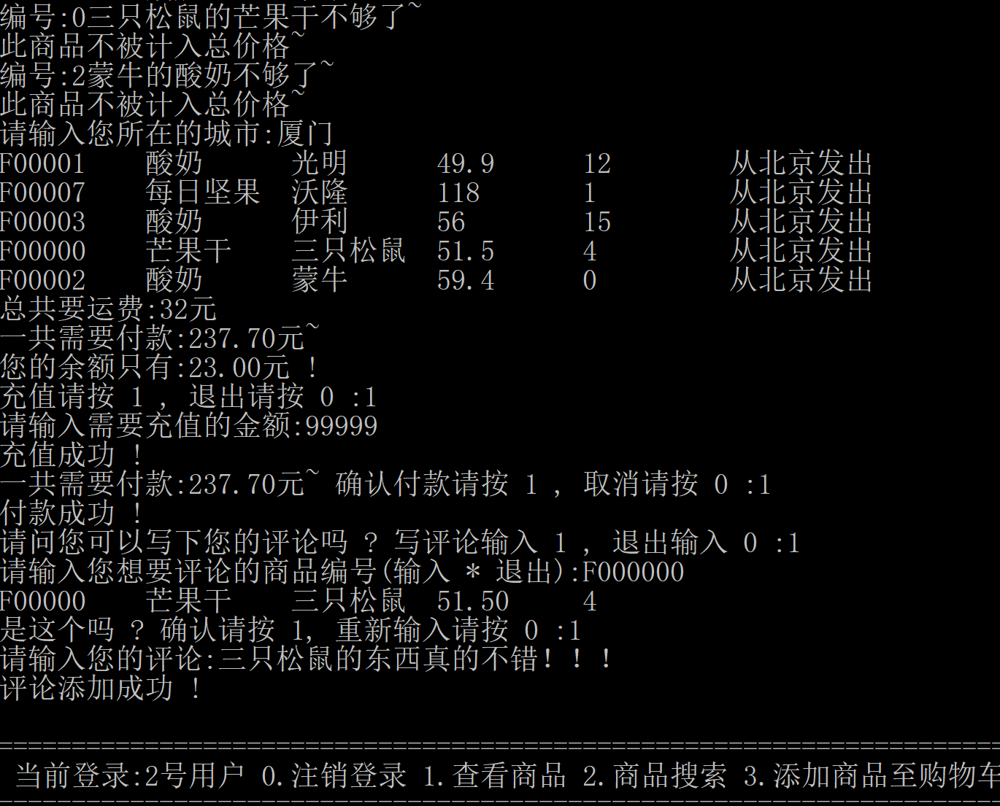 编号:0三只松鼠的芒果干不够了~
此商品不被计入总价格~
编号:2蒙牛的酸奶不够了~
此商品不被计入总价格~
请输入您所在的城市:厦门
F00001 酸奶 光明 49.9 12 从北京发出
F00007 每日坚果 沃隆 118 1 从北京发出
F00003 酸奶 伊利 56 15 从北京发出
F00000 芒果干 三只松鼠 51.5 4 从北京发出
F00002 酸奶 蒙牛 59.4 0 从北京发出
总共要运费:32元
一共需要付款:237.70元~
您的余额只有:23.00元 !
充值请按 1 , 退出请按 0 :1
请输入需要充值的金额:99999
充值成功 !
一共需要付款:237.70元~ 确认付款请按 1 , 取消请按 0 :1
付款成功 !
请问您可以写下您的评论吗 ? 写评论输入 1 , 退出输入 0 :1
请输入您想要评论的商品编号(输入 * 退出):F000000
F00000 芒果干 三只松鼠 51.50 4
是这个吗 ? 确认请按 1, 重新输入请按 0 :1
请输入您的评论:三只松鼠的东西真的不错！！！
评论添加成功 !
当前登录:2号用户 0.注销登录 1.查看商品 2.商品搜索 3.添加商品至购物车